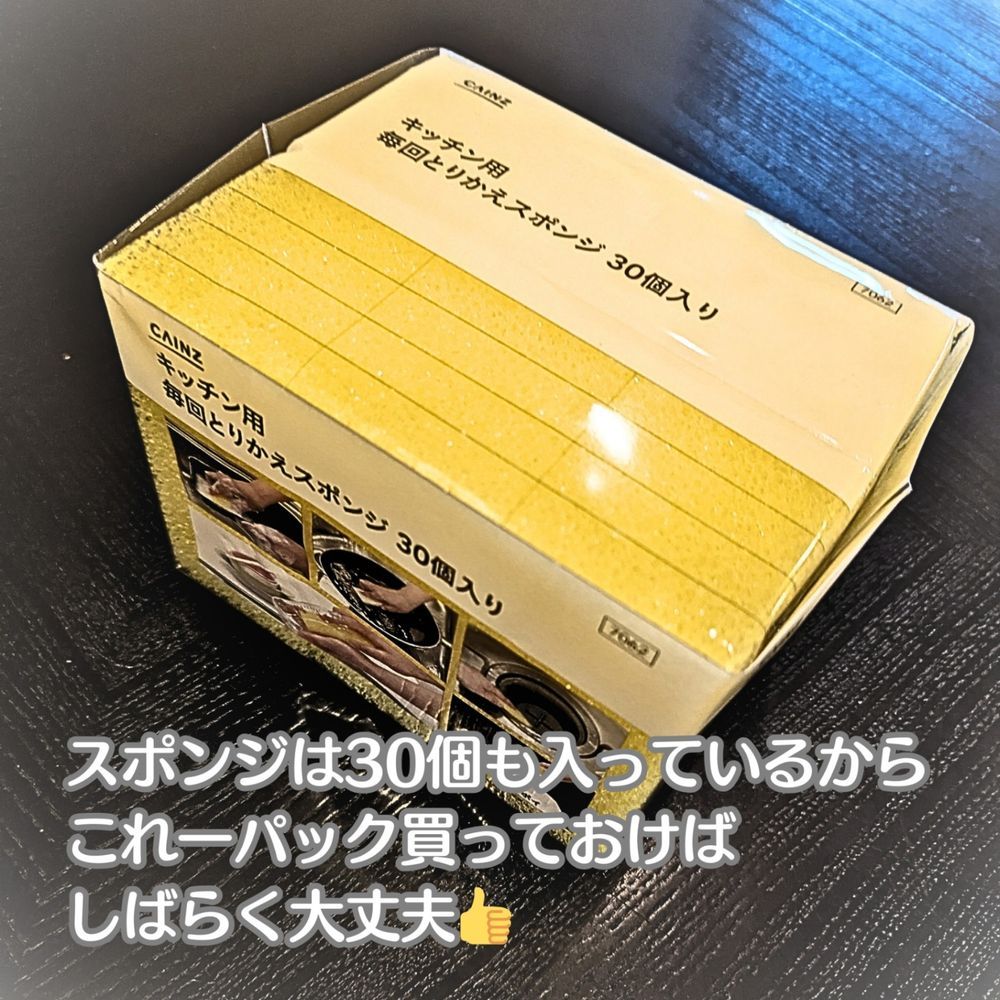 CAINZ
キッチン用
毎回とりかえスポンジ 30個入り
7062
CAINZ
キッチン用
毎回とりかえスポンジ 30個入り
7062
スポンジは30個も入っているから
これ一パック買っておけば
しばらく大丈夫👍